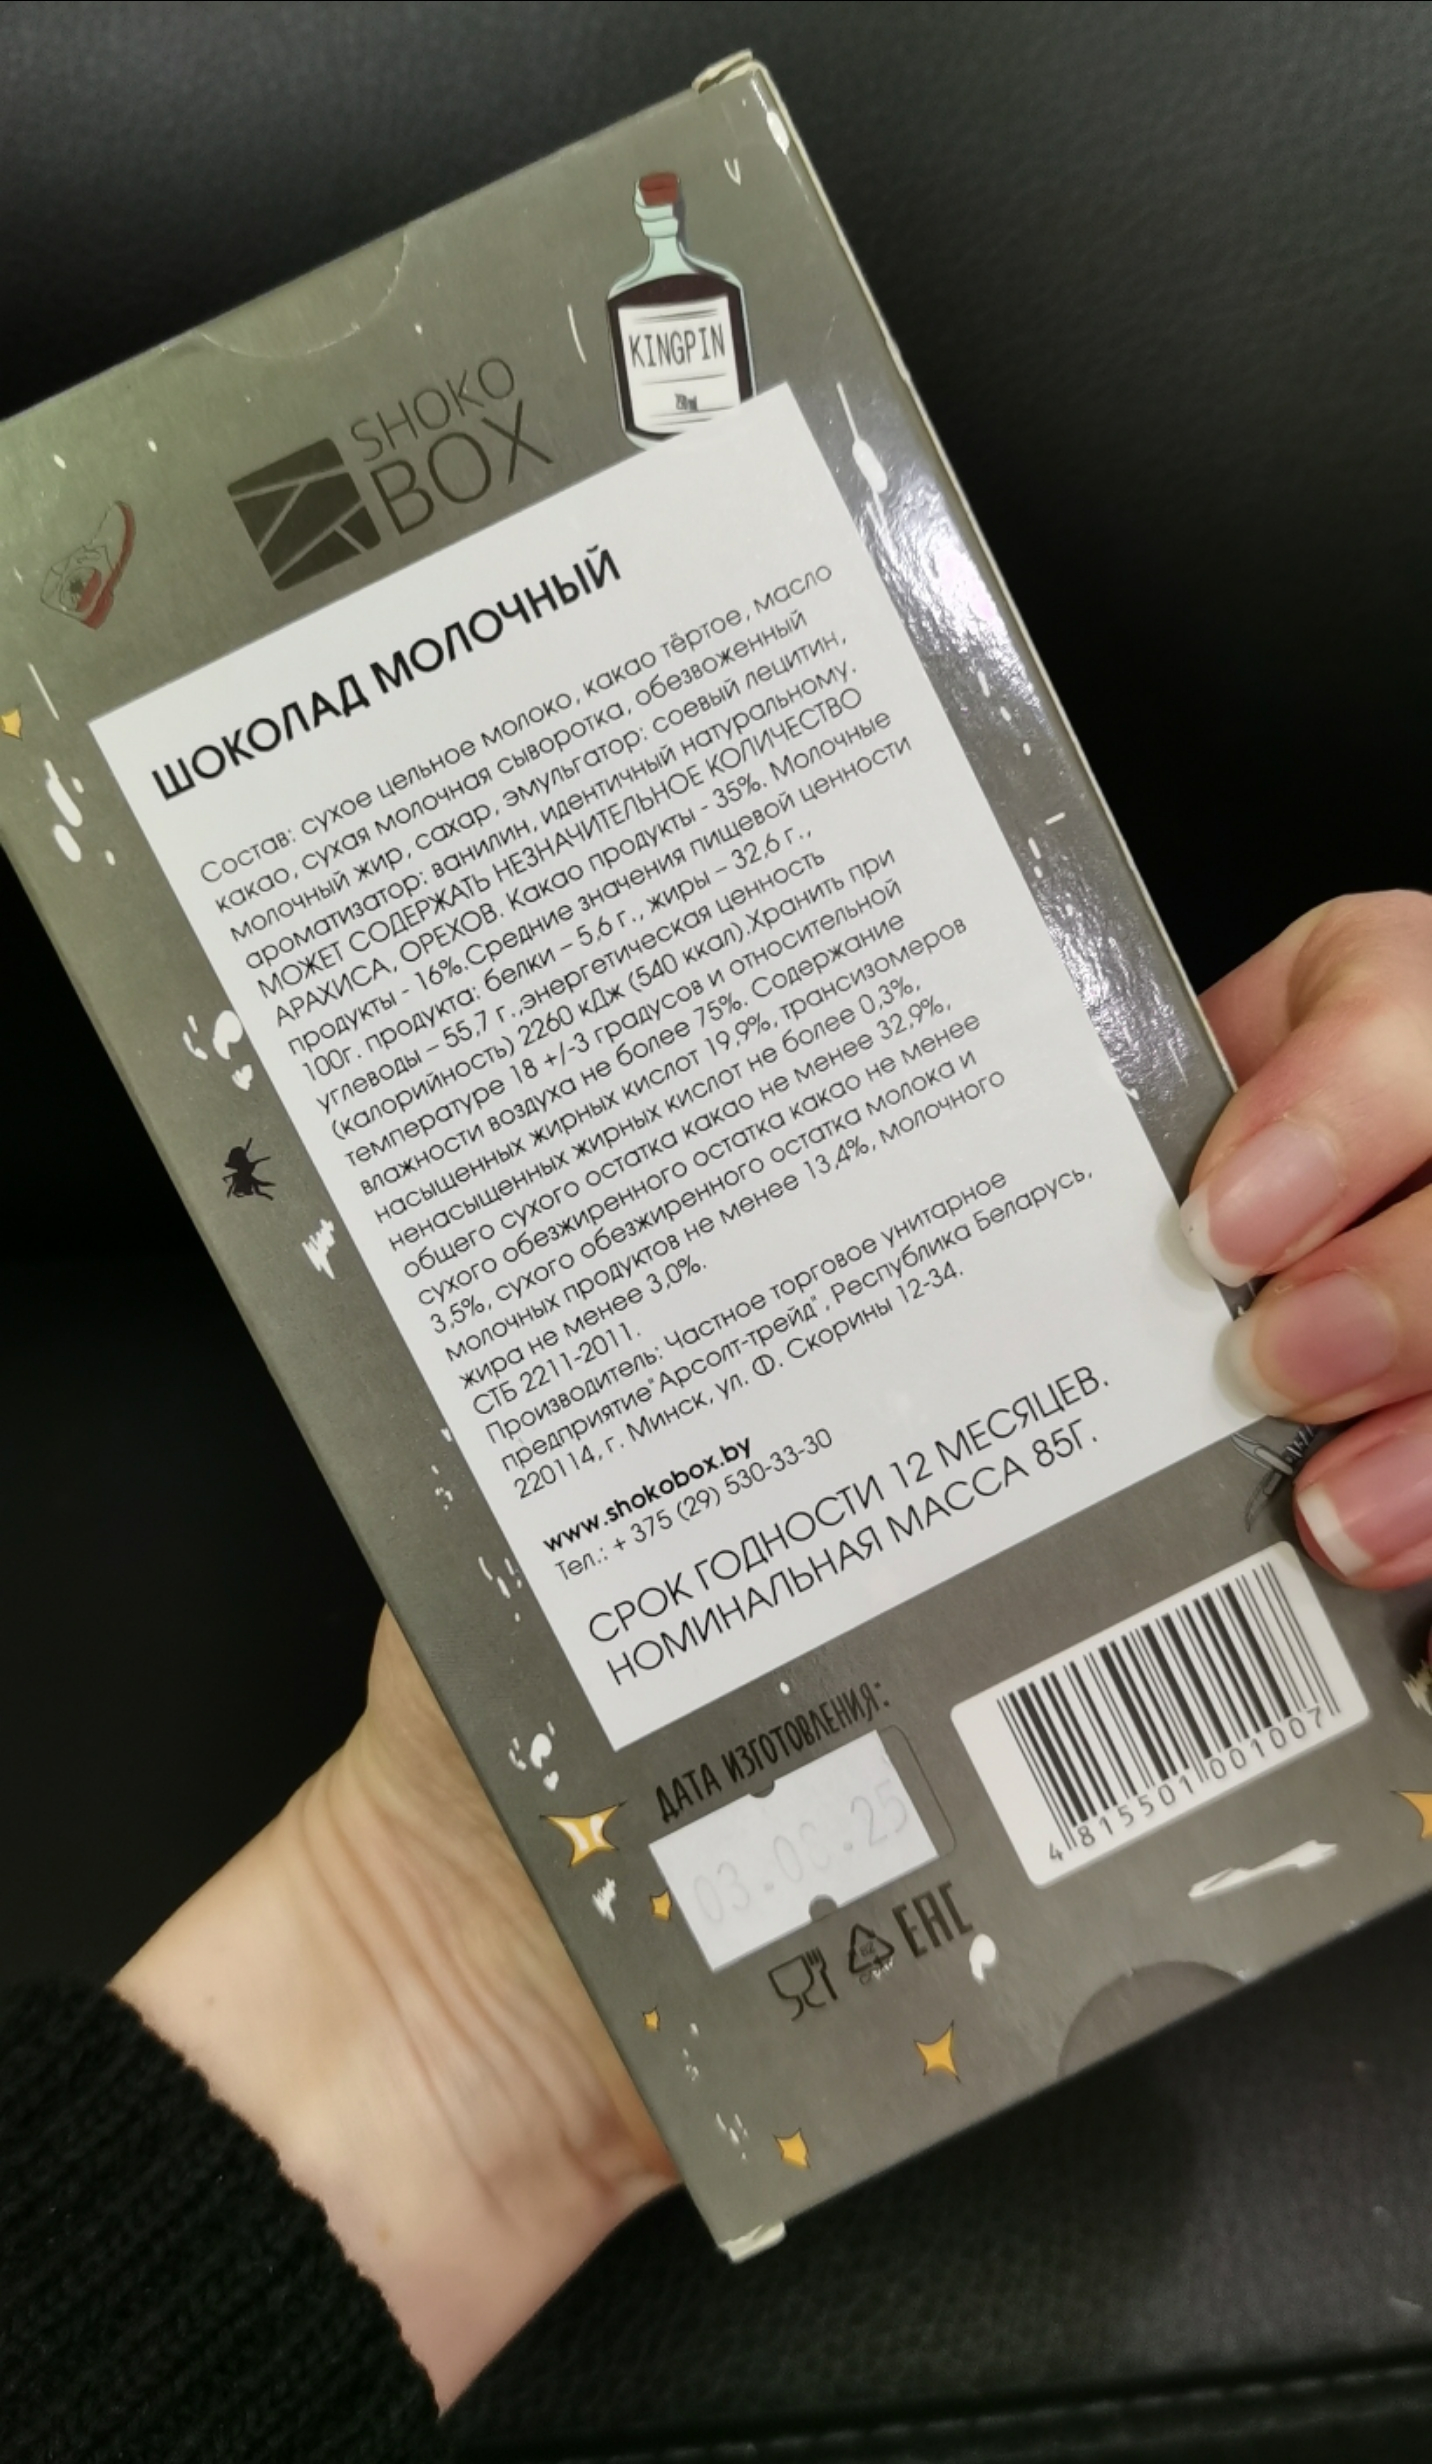 KINGPIN
SHOKO
BOX
ШОКОЛАД МОЛОЧНЫЙ
Состав: сухое цельное молоко, какао тёртое, масло
какао, сухая молочная сыворотка, обезвоженный
молочный жир, сахар, эмульгатор: соевый лецитин,
ароматизатор: ванилин, идентичный натуральному.
МОЖЕТ СОДЕРЖАТЬ НЕЗНАЧИТЕЛЬНОЕ КОЛИЧЕСТВО
АРАХИСА, ОРЕХОВ. Какао продукты - 35%. Молочные
продукты - 16%.Средние значения пищевой ценности
100г. продукта: белки – 5,6 г., жиры – 32,6 г.,
углеводы – 55,7 г.,энергетическая ценность
(калорийность) 2260 кДж (540 ккал).Хранить при
температуре 18 +/-3 градусов и относительной
влажности воздуха не более 75%. Содержание
насыщенных жирных кислот 19,9%, трансизомеров
ненасыщенных жирных кислот не более 0,3%,
общего сухого остатка какао не менее 32,9%,
сухого обезжиренного остатка какао не менее
3,5%, сухого обезжиренного остатка молока и
молочных продуктов не менее 13,4%, молочного
жира не менее 3,0%.
СТБ 2211-2011.
Производитель: Частное торговое унитарное
предприятие"Арсолт-трейд", Республика Беларусь,
220114, г. Минск, ул. Ф. Скорины 12-34.
www.shokobox.by
Тел.: + 375 (29) 530-33-30
СРОК ГОДНОСТИ 12 МЕСЯЦЕВ.
НОМИНАЛЬНАЯ МАССА 85Г.
ДАТА ИЗГОТОВЛЕНИЯ:
4815501001007
EAC